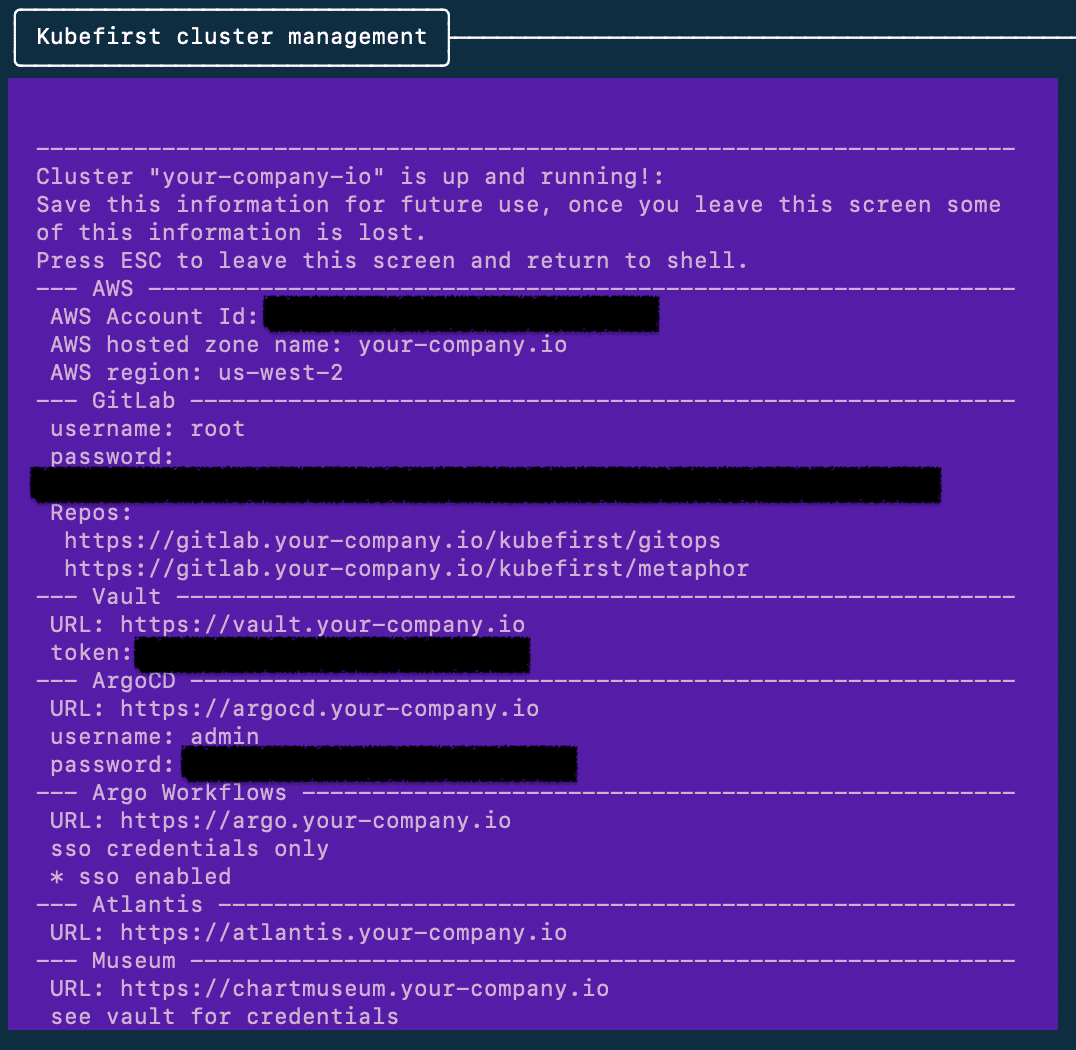 Kubefirst cluster management
——————————————————————————————————————————————————————————————————————
Cluster "your-company-io" is up and running!:
Save this information for future use, once you leave this screen some
of this information is lost.
Press ESC to leave this screen and return to shell.
——— AWS ——————————————————————————————————————————————————————————————
AWS Account Id:
AWS hosted zone name: your-company.io
AWS region: us-west-2
——— GitLab ———————————————————————————————————————————————————————————
username: root
password:
Repos:
https://gitlab.your-company.io/kubefirst/gitops
https://gitlab.your-company.io/kubefirst/metaphor
——— Vault ————————————————————————————————————————————————————————————
URL: https://vault.your-company.io
token:
——— ArgoCD ———————————————————————————————————————————————————————————
URL: https://argocd.your-company.io
username: admin
password:
——— Argo Workflows ———————————————————————————————————————————————————
URL: https://argo.your-company.io
sso credentials only
* sso enabled
——— Atlantis —————————————————————————————————————————————————————————
URL: https://atlantis.your-company.io
——— Museum ———————————————————————————————————————————————————————————
URL: https://chartmuseum.your-company.io
see vault for credentials